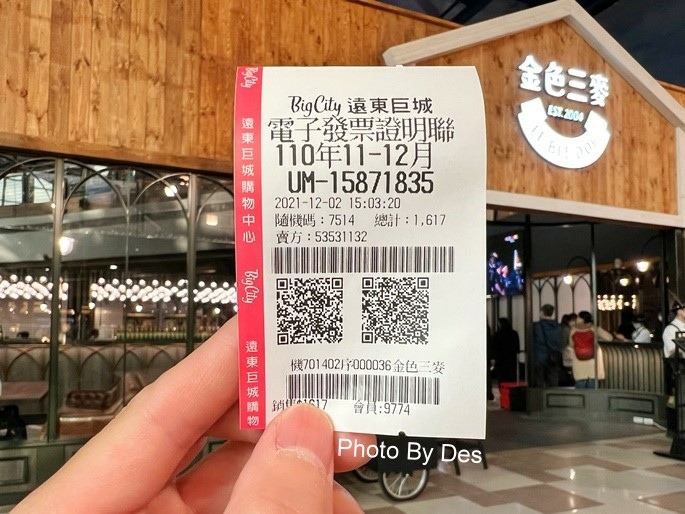 BigCity 遠東巨城
電子發票證明聯
110年11-12月
UM-15871835
2021-12-02 15:03:20
隨機碼:7514 總計:1,617
賣方:53531132
機701402序000036金色三麥
會員:9774
BigCity
遠東巨城購物中心
BigCity
遠東巨城購物
金色三麥
EST. 2004
Photo By Des